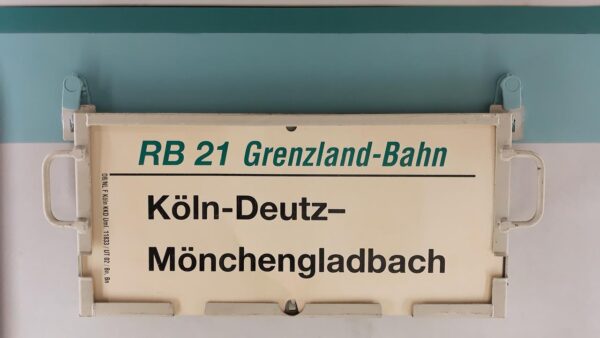 RB 21 Grenzland-Bahn
Köln-Deutz–
Mönchengladbach